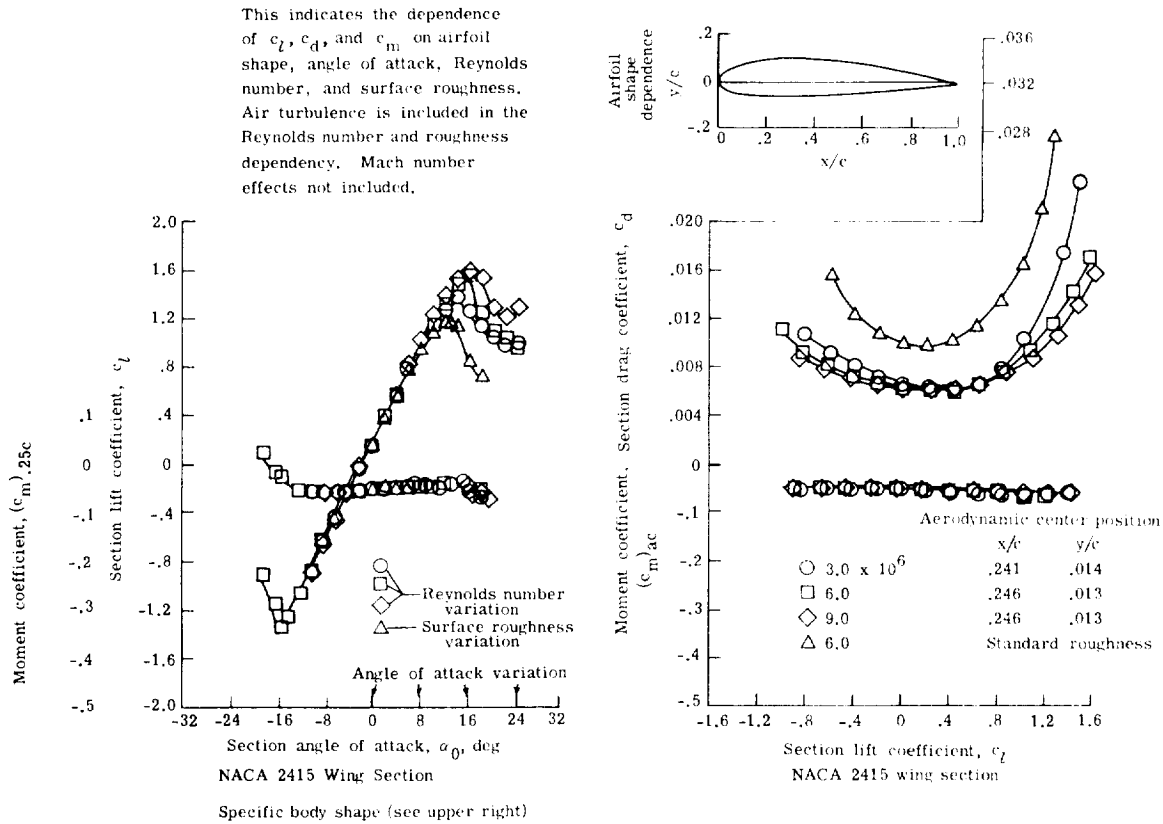 This indicates the dependence
of c_l, c_d, and c_m on airfoil
shape, angle of attack, Reynolds
number, and surface roughness.
Air turbulence is included in the
Reynolds number and roughness
dependency. Mach number
effects not included.
Airfoil
shape
dependence
y/c
.2
0
-.2
0
.2
.4
.6
.8
1.0
x/c
.036
.032
.028
Moment coefficient, (c_m).25c
.1
0
-.1
-.2
-.3
-.4
-.5
Section lift coefficient, c_l
2.0
1.6
1.2
.8
.4
0
-.4
-.8
-1.2
-1.6
-2.0
Reynolds number
variation
Surface roughness
variation
Angle of attack variation
-32
-24
-16
-8
0
8
16
24
32
Section angle of attack, α_0, deg
NACA 2415 Wing Section
Specific body shape (see upper right)
Moment coefficient. Section drag coefficient, c_d
(c_m)ac
.020
.016
.012
.008
.004
0
-.1
-.2
-.3
-.4
-.5
Aerodynamic center position
x/c y/c
3.0 x 10^6 .241 .014
6.0 .246 .013
9.0 .246 .013
6.0 Standard roughness
-1.6
-1.2
-.8
-.4
0
.4
.8
1.2
1.6
Section lift coefficient, c_l
NACA 2415 wing section